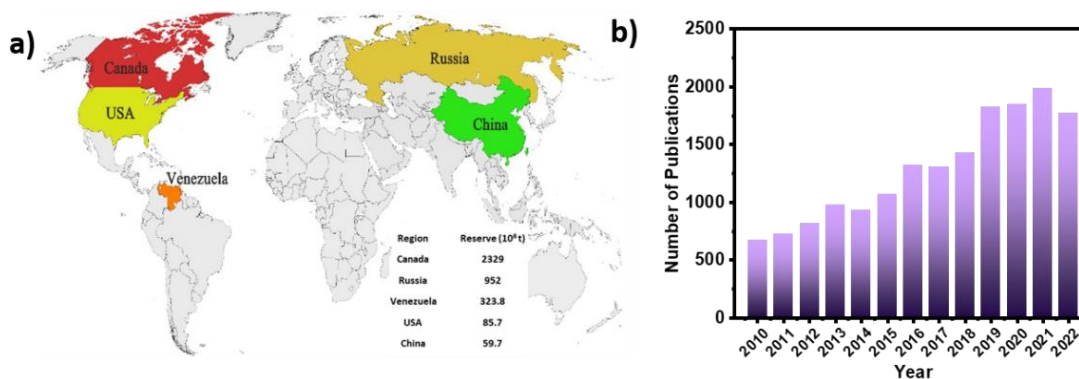 a)
Canada
USA
Venezuela
Russia
China
Region Reserve (10⁸ t)
Canada 2329
Russia 952
Venezuela 323.8
USA 85.7
China 59.7
b)
Number of Publications
2500
2000
1500
1000
500
0
2010 2011 2012 2013 2014 2015 2016 2017 2018 2019 2020 2021 2022
Year